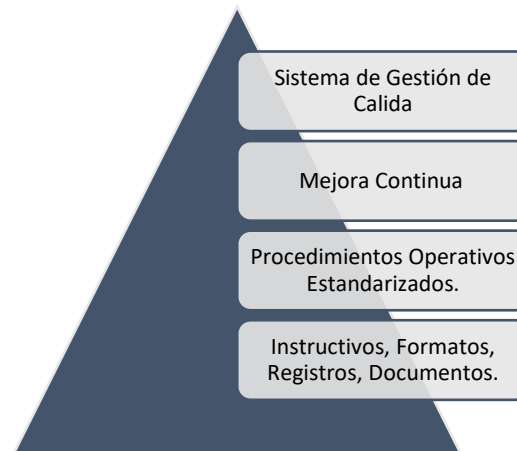 Sistema de Gestión de
Calida
Mejora Continua
Procedimientos Operativos
Estandarizados.
Instructivos, Formatos,
Registros, Documentos.